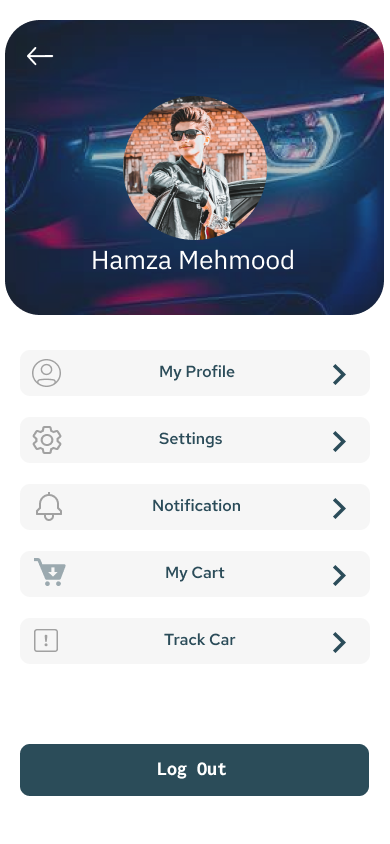 Hamza Mehmood
My Profile
Settings
Notification
My Cart
Track Car
Log Out